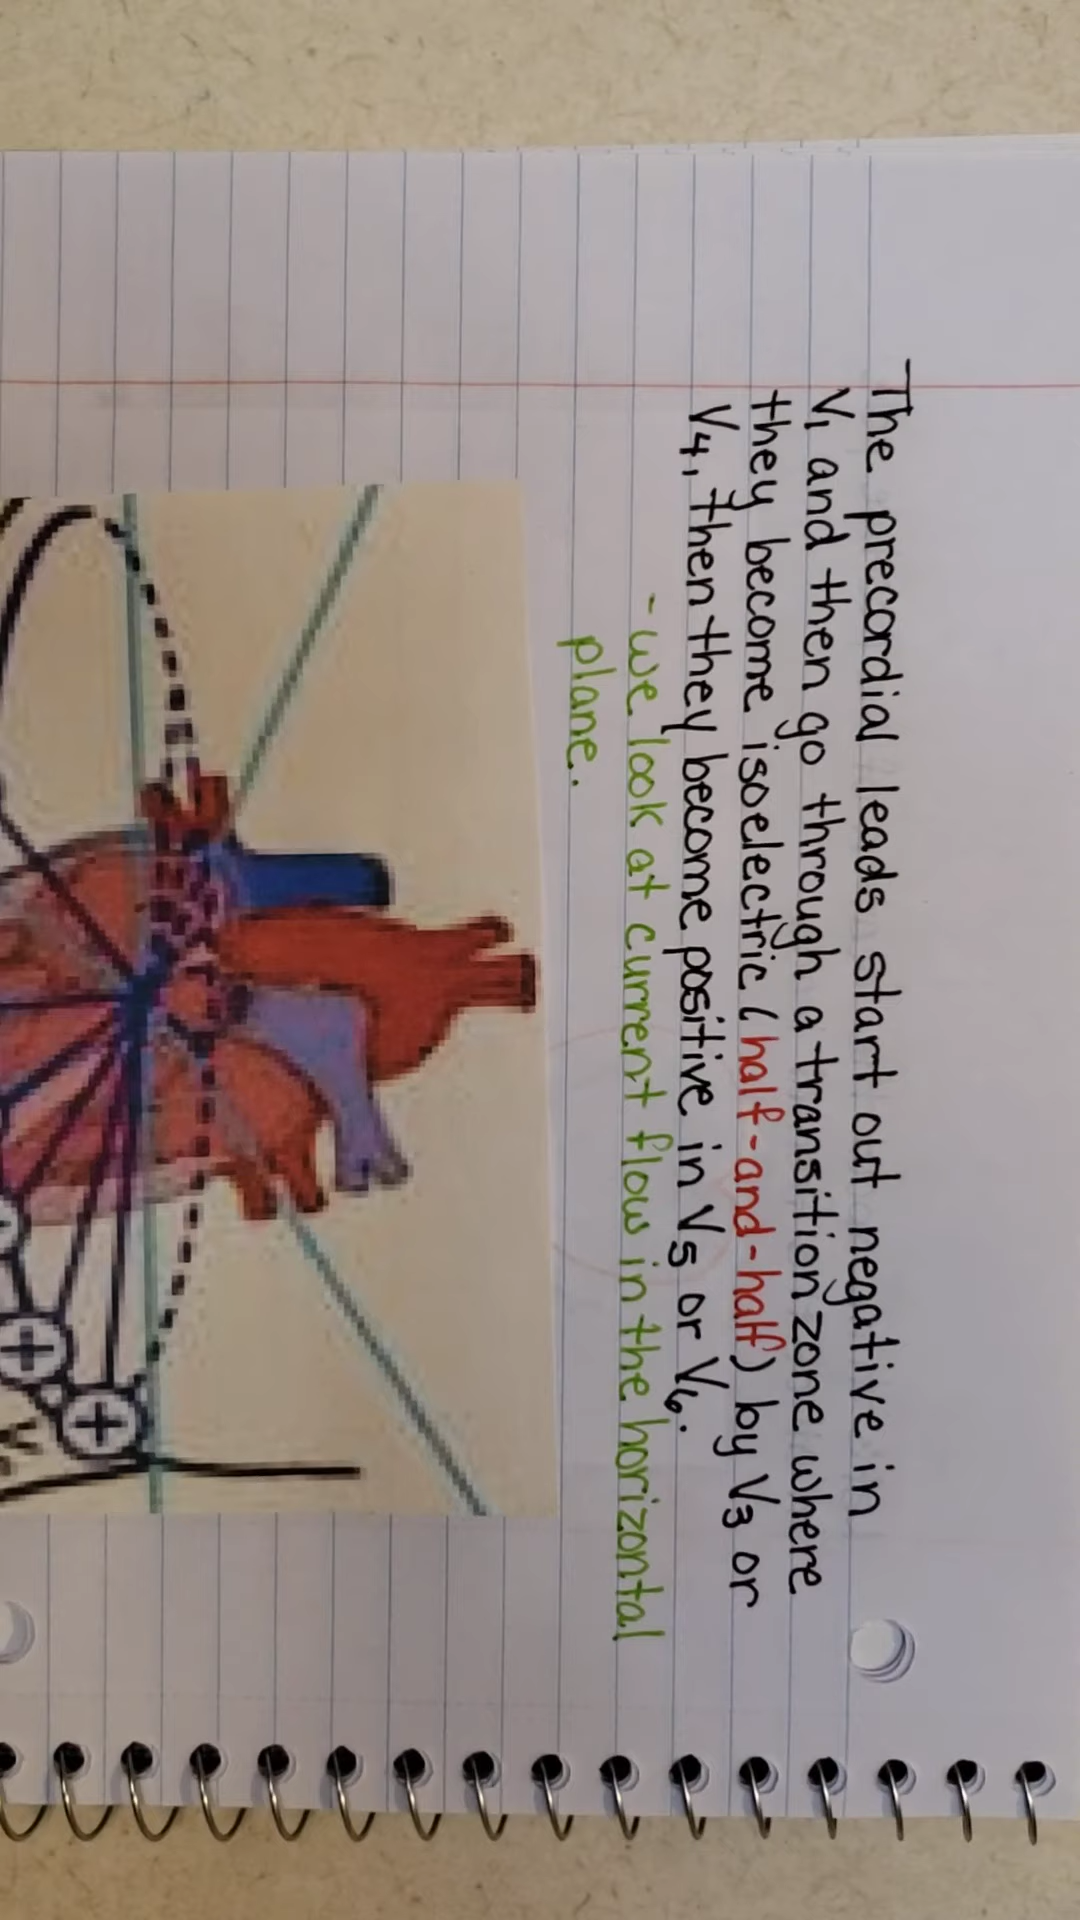 The precordial leads start out negative in
V₁ and then go through a transition zone where
they become isoelectric (half-and-half) by V₃ or
V₄, then they become positive in V₅ or V₆.
- we look at current flow in the horizontal
plane.
+
+